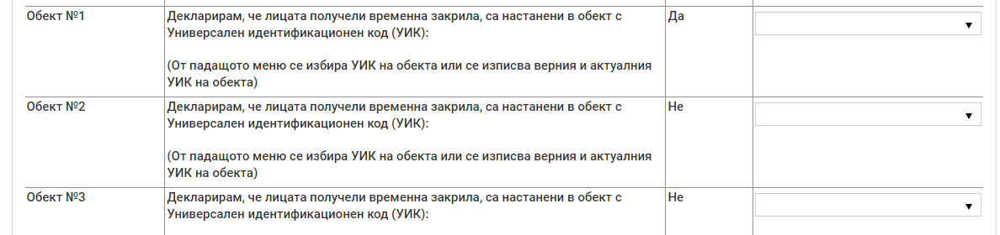 Обект №1
Декларирам, че лицата получели временна закрила, са настанени в обект с
Универсален идентификационен код (УИК):
(От падащото меню се избира УИК на обекта или се изписва верния и актуалния
УИК на обекта)
Да
Обект №2
Декларирам, че лицата получели временна закрила, са настанени в обект с
Универсален идентификационен код (УИК):
(От падащото меню се избира УИК на обекта или се изписва верния и актуалния
УИК на обекта)
Не
Обект №3
Декларирам, че лицата получели временна закрила, са настанени в обект с
Универсален идентификационен код (УИК):
Не